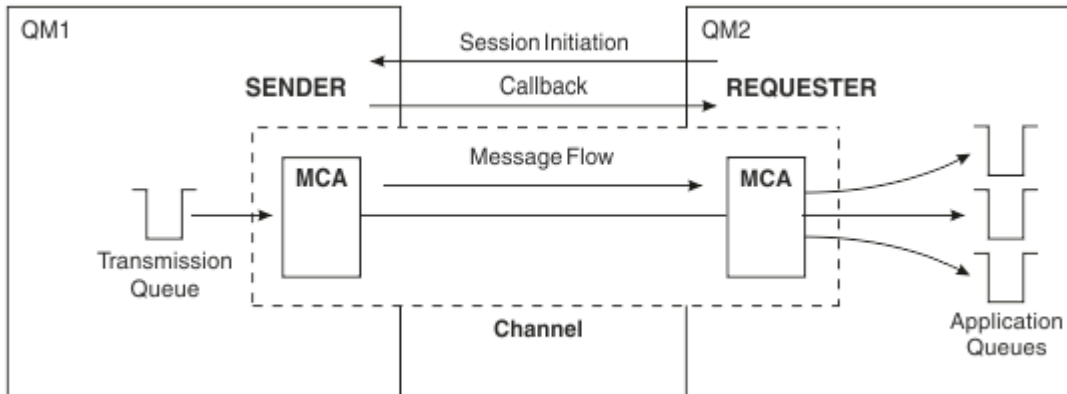 QM1
QM2
Session Initiation
SENDER
Callback
REQUESTER
Message Flow
MCA
MCA
Transmission
Queue
Channel
Application
Queues